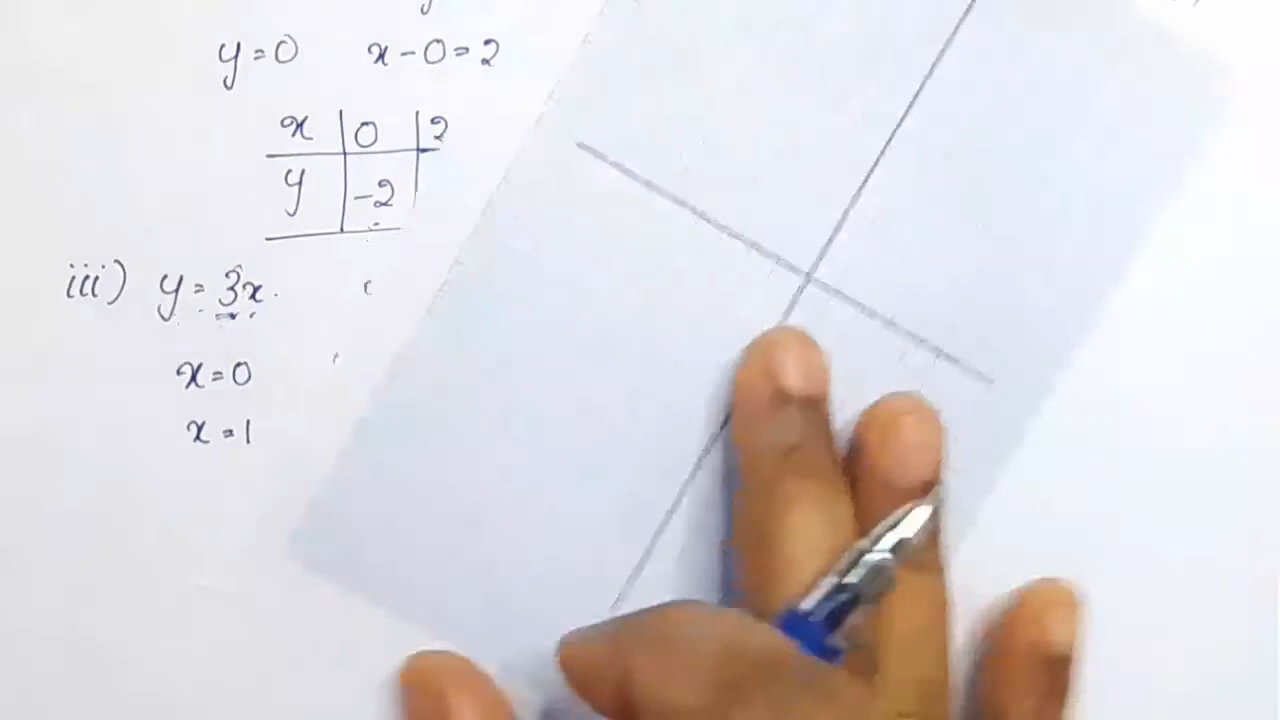 y=0 x-0=2
x 0 2
y -2
iii) y=3x.
x=0
x=1